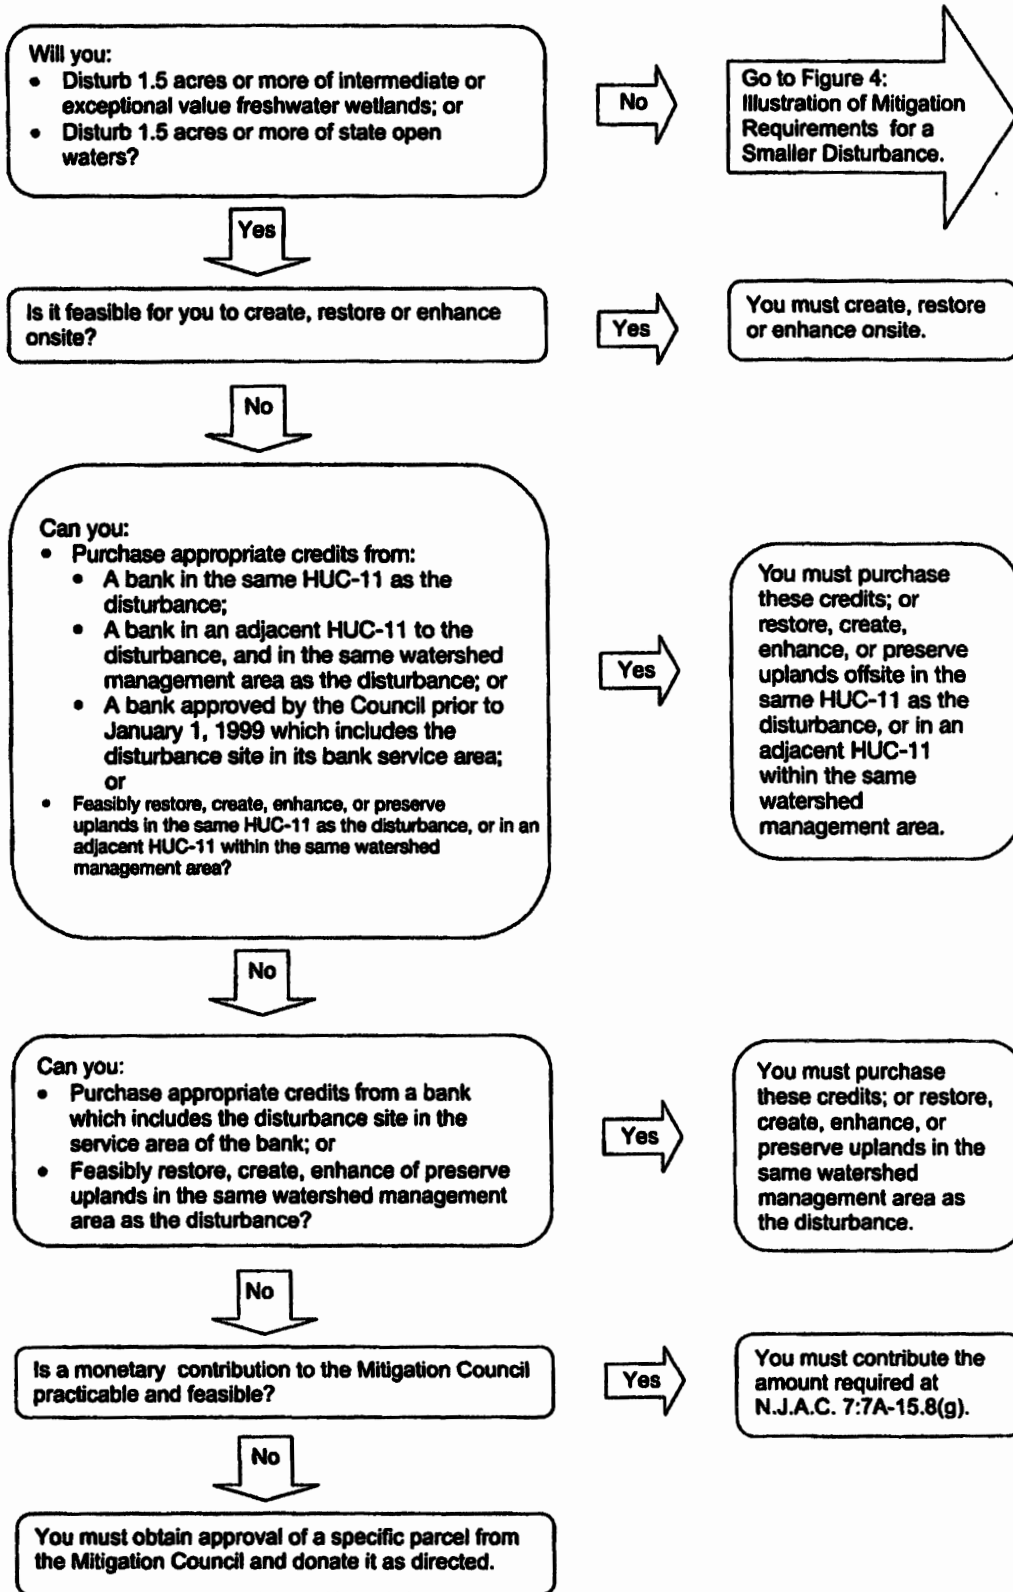 Will you:
• Disturb 1.5 acres or more of intermediate or
exceptional value freshwater wetlands; or
• Disturb 1.5 acres or more of state open
waters?
No
Go to Figure 4:
Illustration of Mitigation
Requirements for a
Smaller Disturbance.
Yes
Is it feasible for you to create, restore or enhance
onsite?
Yes
You must create, restore
or enhance onsite.
No
Can you:
• Purchase appropriate credits from:
• A bank in the same HUC-11 as the
disturbance;
• A bank in an adjacent HUC-11 to the
disturbance, and in the same watershed
management area as the disturbance; or
• A bank approved by the Council prior to
January 1, 1999 which includes the
disturbance site in its bank service area;
or
• Feasibly restore, create, enhance, or preserve
uplands in the same HUC-11 as the disturbance, or in an
adjacent HUC-11 within the same watershed
management area?
Yes
You must purchase
these credits; or
restore, create,
enhance, or preserve
uplands offsite in the
same HUC-11 as the
disturbance, or in an
adjacent HUC-11
within the same
watershed
management area.
No
Can you:
• Purchase appropriate credits from a bank
which includes the disturbance site in the
service area of the bank; or
• Feasibly restore, create, enhance of preserve
uplands in the same watershed management
area as the disturbance?
Yes
You must purchase
these credits; or restore,
create, enhance, or
preserve uplands in the
same watershed
management area as
the disturbance.
No
Is a monetary contribution to the Mitigation Council
practicable and feasible?
Yes
You must contribute the
amount required at
N.J.A.C. 7:7A-15.8(g).
No
You must obtain approval of a specific parcel from
the Mitigation Council and donate it as directed.